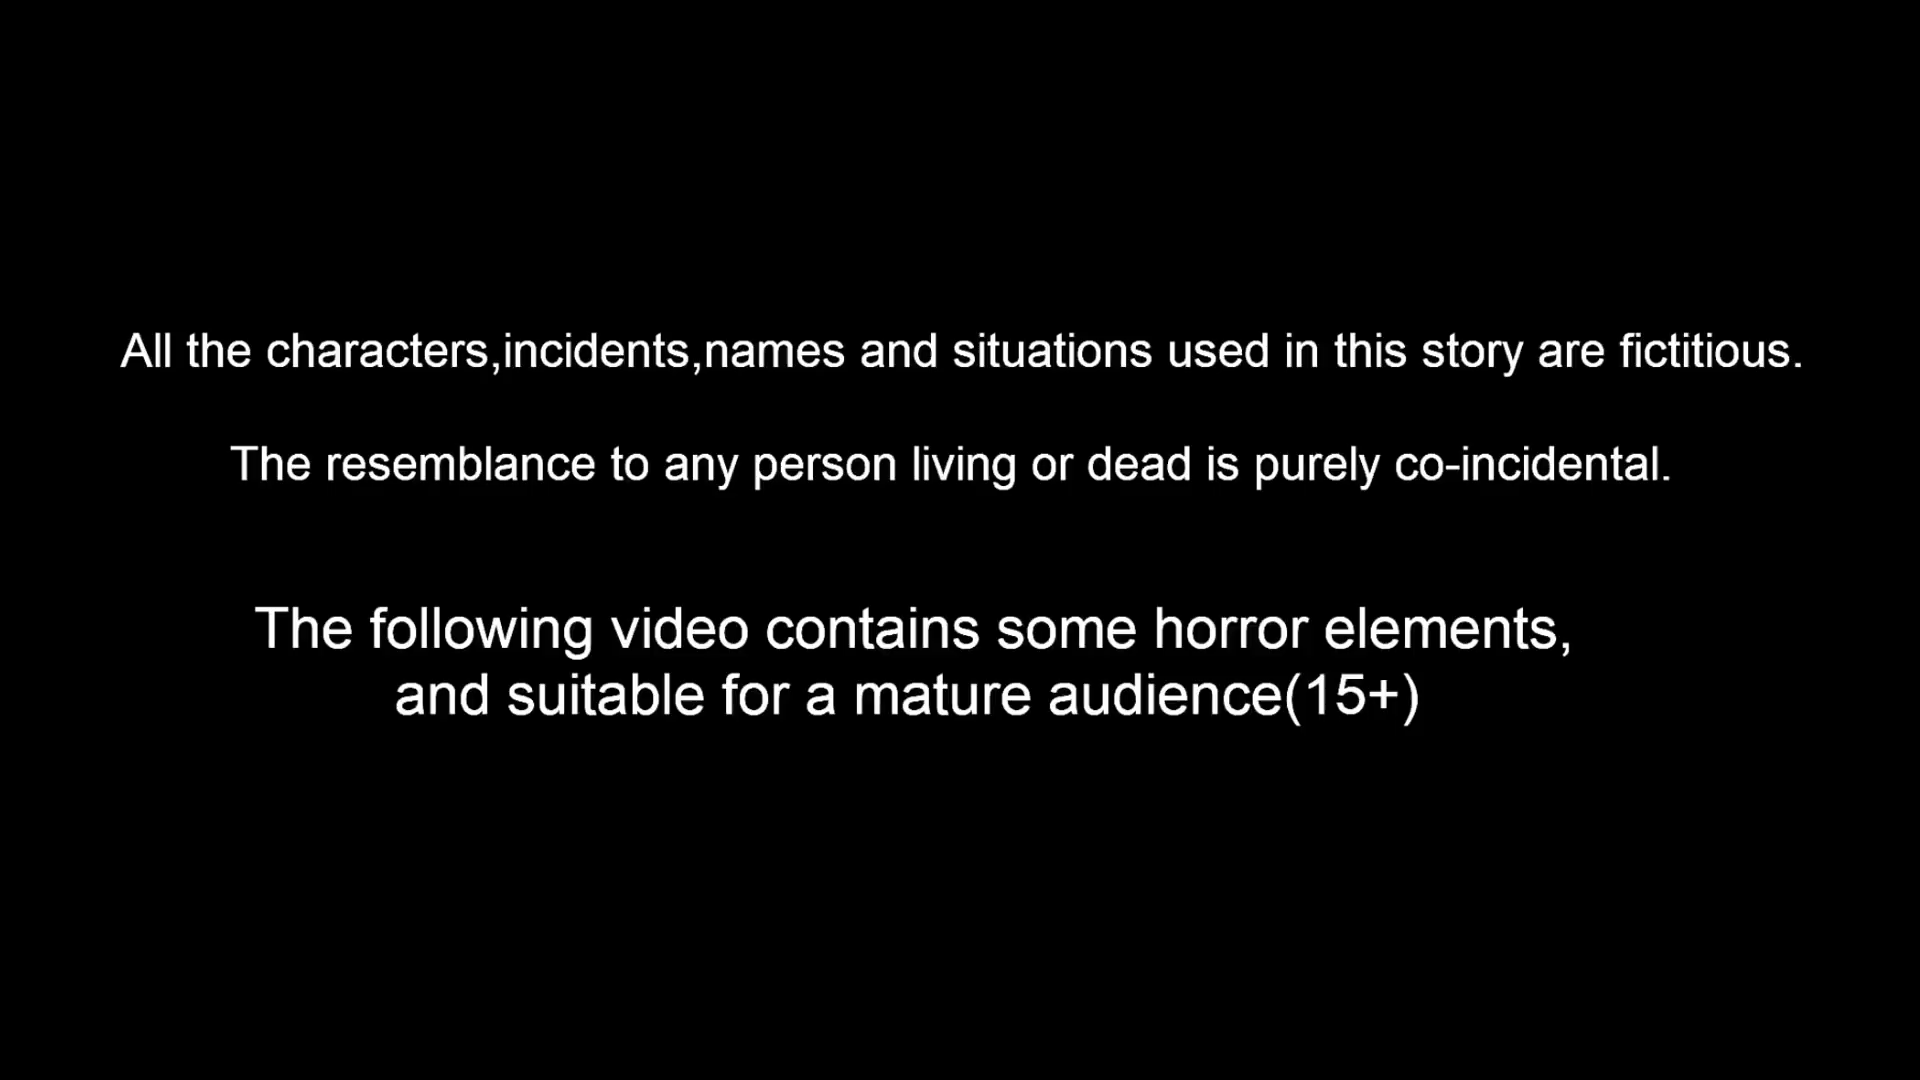 All the characters,incidents,names and situations used in this story are fictitious.
The resemblance to any person living or dead is purely co-incidental.
The following video contains some horror elements,
and suitable for a mature audience(15+)